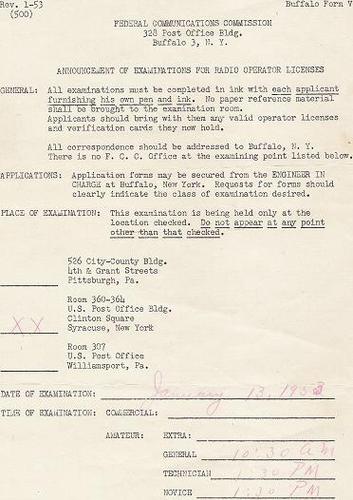 Rev. 1-53 Buffalo Form V
(500)
FEDERAL COMMUNICATIONS COMMISSION
328 Post Office Bldg.
Buffalo 3, N. Y.
ANNOUNCEMENT OF EXAMINATIONS FOR RADIO OPERATOR LICENSES
GENERAL: All examinations must be completed in ink with each applicant
furnishing his own pen and ink. No paper reference material
shall be brought to the examination room.
Applicants should bring with them any valid operator licenses
and verification cards they now hold.
All correspondence should be addressed to Buffalo, N. Y.
There is no F. C. C. Office at the examining point listed below.
APPLICATIONS: Application forms may be secured from the ENGINEER IN
CHARGE at Buffalo, New York. Requests for forms should
clearly indicate the class of examination desired.
PLACE OF EXAMINATION: This examination is being held only at the
location checked. Do not appear at any point
other than that checked.
526 City-County Bldg.
4th & Grant Streets
Pittsburgh, Pa.
Room 360-364
U.S. Post Office Bldg.
Clinton Square
XX Syracuse, New York
Room 307
U.S. Post Office
Williamsport, Pa.
DATE OF EXAMINATION: January 13, 1953
TIME OF EXAMINATION: COMMERCIAL:
AMATEUR: EXTRA:
GENERAL 10:30 AM
TECHNICIAN 1:30 PM
NOVICE 1:30 PM